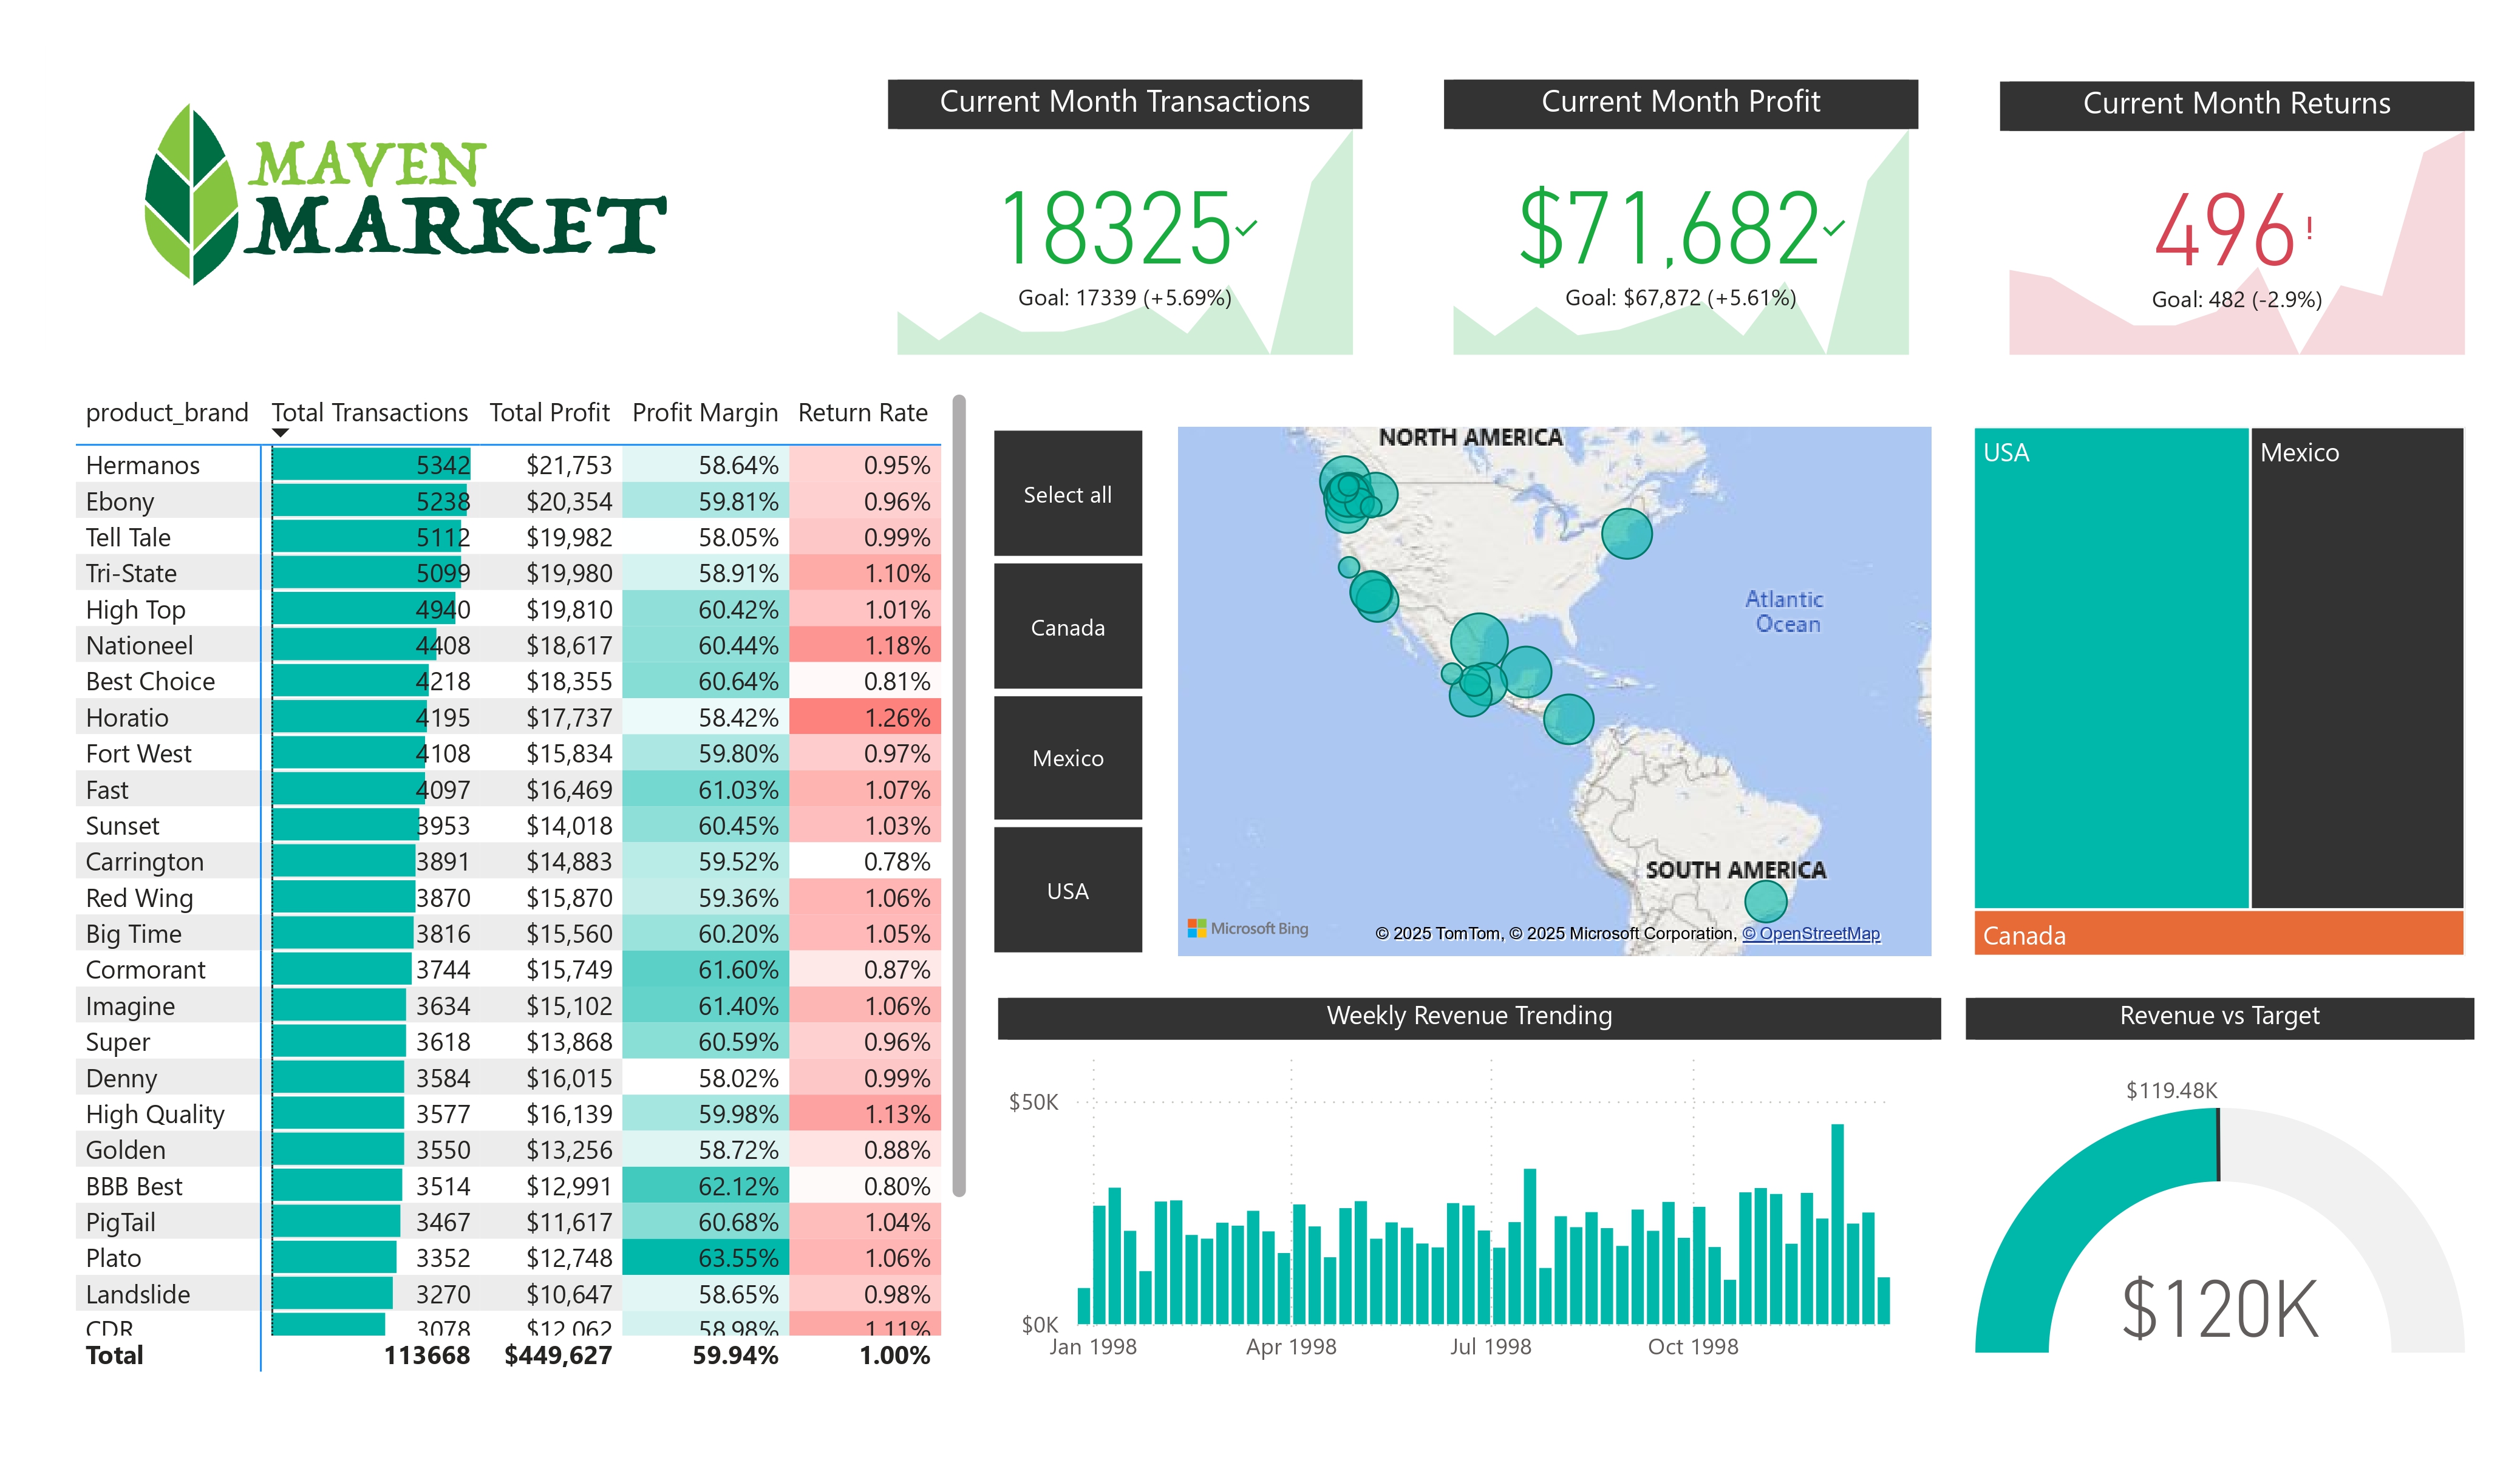 MAVEN
MARKET
Current Month Transactions
18325
Goal: 17339 (+5.69%)
Current Month Profit
$71,682
Goal: $67,872 (+5.61%)
Current Month Returns
496!
Goal: 482 (-2.9%)
product_brand Total Transactions Total Profit Profit Margin Return Rate
Hermanos 5342 $21,753 58.64% 0.95%
Ebony 5238 $20,354 59.81% 0.96%
Tell Tale 5112 $19,982 58.05% 0.99%
Tri-State 5099 $19,980 58.91% 1.10%
High Top 4940 $19,810 60.42% 1.01%
Nationeel 4408 $18,617 60.44% 1.18%
Best Choice 4218 $18,355 60.64% 0.81%
Horatio 4195 $17,737 58.42% 1.26%
Fort West 4108 $15,834 59.80% 0.97%
Fast 4097 $16,469 61.03% 1.07%
Sunset 3953 $14,018 60.45% 1.03%
Carrington 3891 $14,883 59.52% 0.78%
Red Wing 3870 $15,870 59.36% 1.06%
Big Time 3816 $15,560 60.20% 1.05%
Cormorant 3744 $15,749 61.60% 0.87%
Imagine 3634 $15,102 61.40% 1.06%
Super 3618 $13,868 60.59% 0.96%
Denny 3584 $16,015 58.02% 0.99%
High Quality 3577 $16,139 59.98% 1.13%
Golden 3550 $13,256 58.72% 0.88%
BBB Best 3514 $12,991 62.12% 0.80%
PigTail 3467 $11,617 60.68% 1.04%
Plato 3352 $12,748 63.55% 1.06%
Landslide 3270 $10,647 58.65% 0.98%
CDR 3078 $12,062 58.98% 1.11%
Total 113668 $449,627 59.94% 1.00%
Select all
Canada
Mexico
USA
NORTH AMERICA
Atlantic
Ocean
SOUTH AMERICA
Microsoft Bing
© 2025 TomTom, © 2025 Microsoft Corporation, © OpenStreetMap
USA
Mexico
Canada
Weekly Revenue Trending
$50K
$0K
Jan 1998 Apr 1998 Jul 1998 Oct 1998
Revenue vs Target
$119.48K
$120K